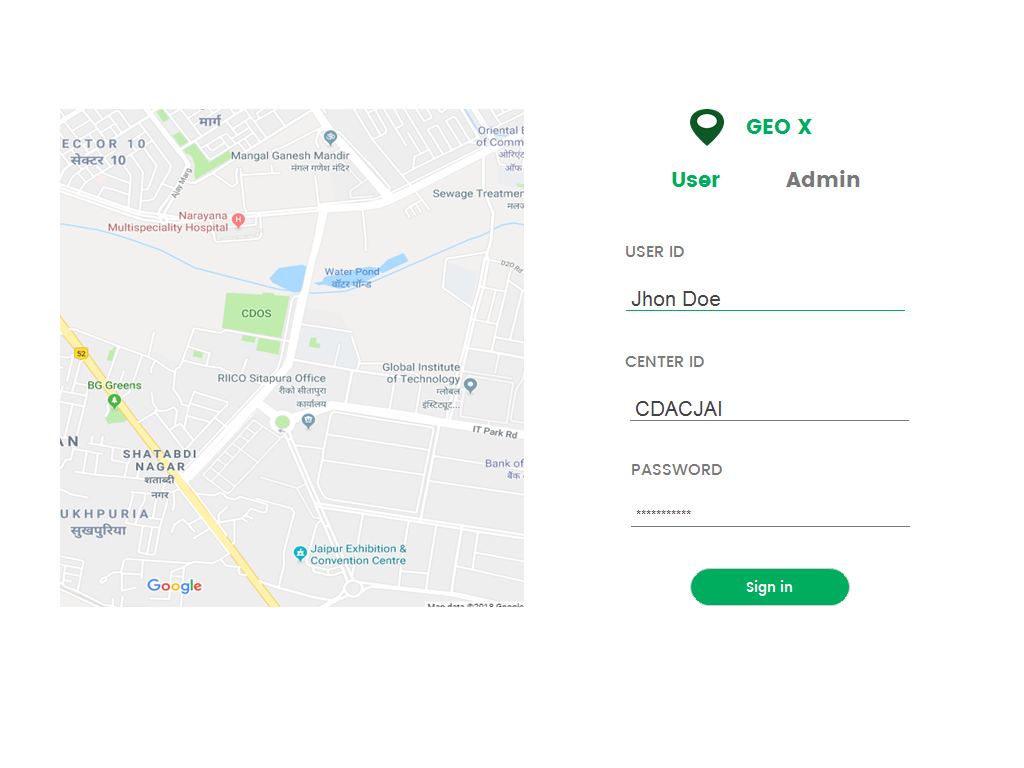 मार्ग
ECTOR 10
सेक्टर 10
Ajay Marg
Mangal Ganesh Mandir
मंगल गणेश मंदिर
Oriental B
of Comm
ओरिएंट
ऑफ
Sewage Treatmen
मलज
Narayana
Multispeciality Hospital
H
D2O Rd
Water Pond
वॉटर पॉन्ड
CDOS
52
BG Greens
RIICO Sitapura Office
रीको सीतापुरा
कार्यालय
Global Institute
of Technology
ग्लोबल
इंस्टिट्यूट...
IT Park Rd
AN
SHATABDI
NAGAR
शताब्दी
नगर
Bank of
बैंक
UKHPURIA
सुखपुरिया
Jaipur Exhibition &
Convention Centre
Google
Map data ©2018 Google
GEO X
User Admin
USER ID
Jhon Doe
CENTER ID
CDACJAI
PASSWORD
***********
Sign in